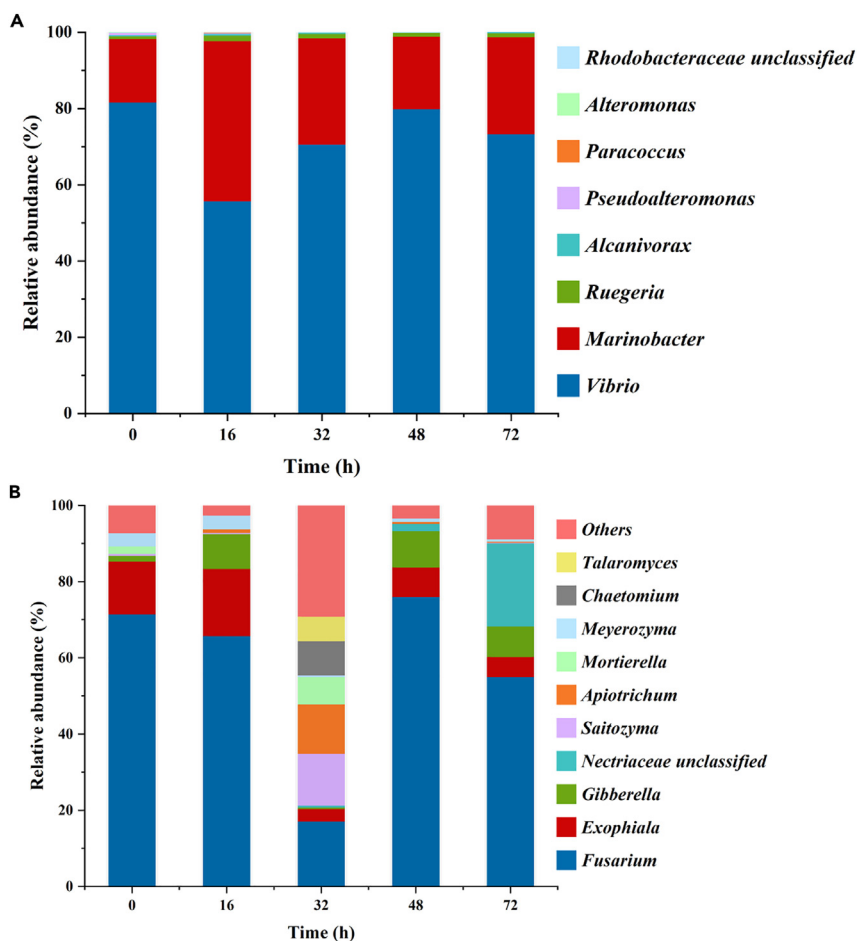 A
Relative abundance (%)
100
80
60
40
20
0
0 16 32 48 72
Time (h)
Rhodobacteraceae unclassified
Alteromonas
Paracoccus
Pseudoalteromonas
Alcanivorax
Ruegeria
Marinobacter
Vibrio
B
Relative abundance (%)
100
80
60
40
20
0
0 16 32 48 72
Time (h)
Others
Talaromyces
Chaetomium
Meyerozyma
Mortierella
Apiotrichum
Saitozyma
Nectriaceae unclassified
Gibberella
Exophiala
Fusarium